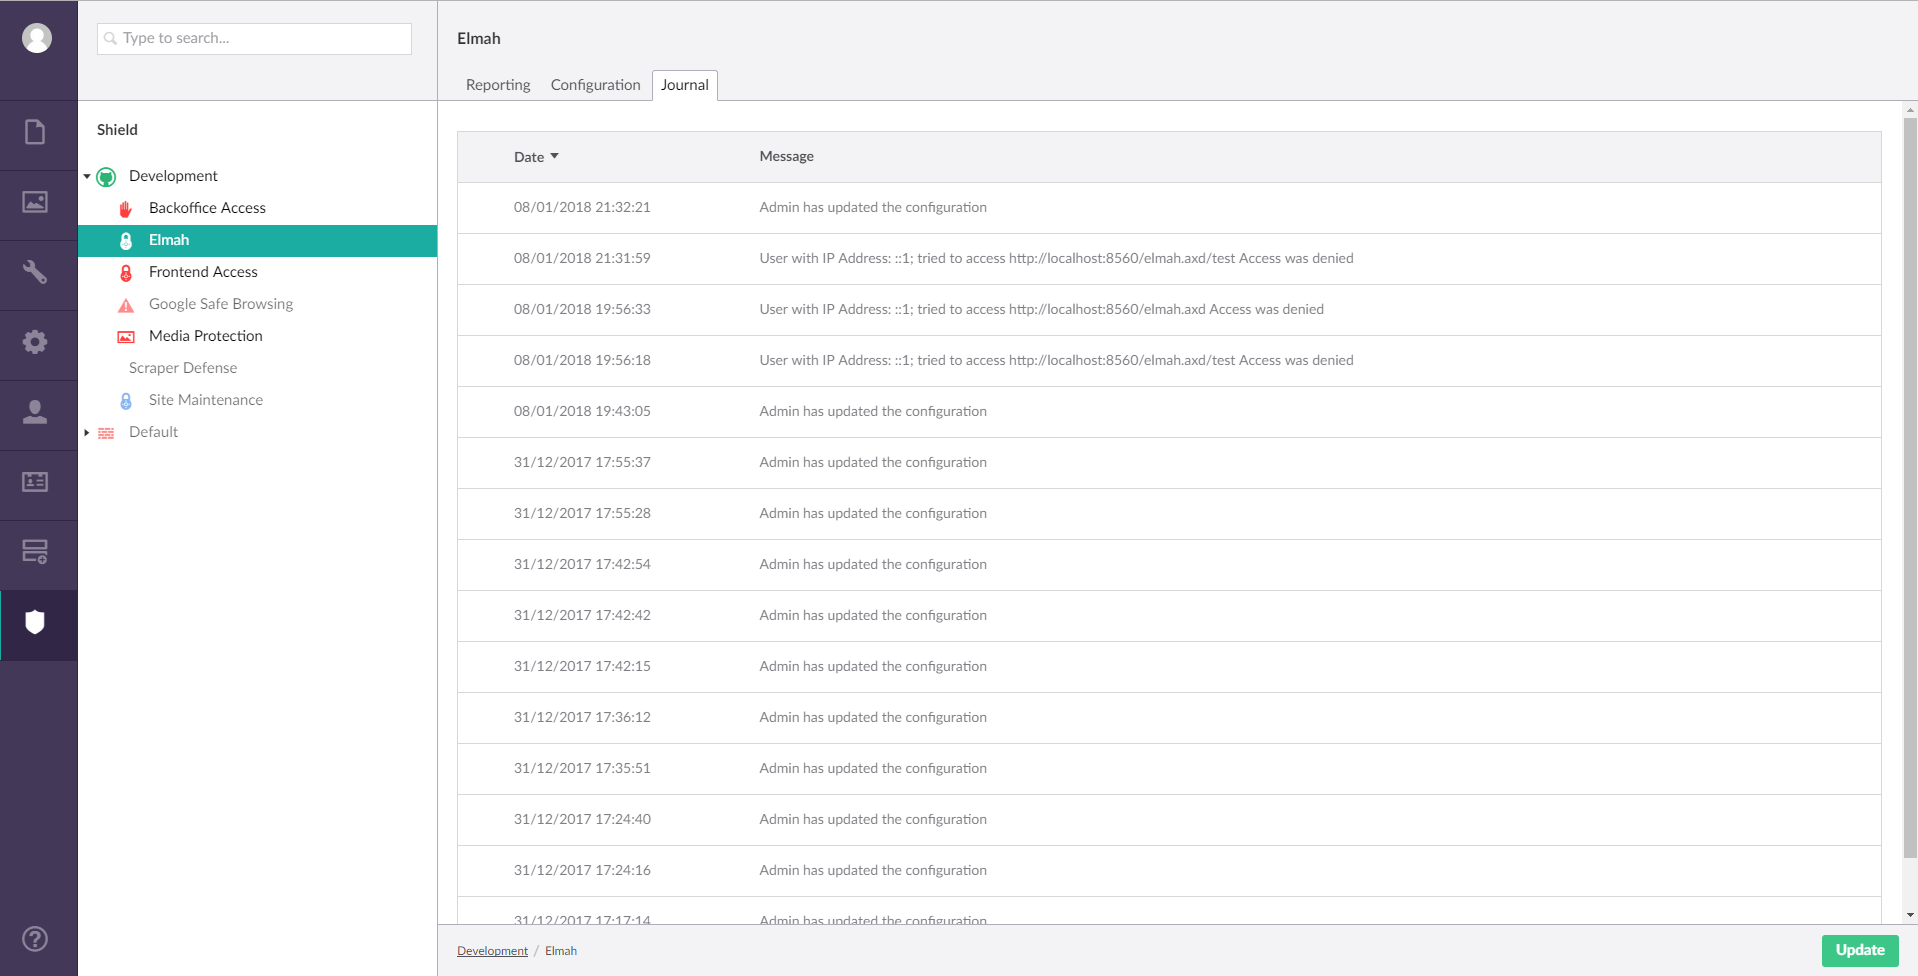 Type to search...
Shield
Development
Backoffice Access
Elmah
Frontend Access
Google Safe Browsing
Media Protection
Scraper Defense
Site Maintenance
Default
Elmah
Reporting Configuration Journal
Date Message
08/01/2018 21:32:21 Admin has updated the configuration
08/01/2018 21:31:59 User with IP Address: ::1; tried to access http://localhost:8560/elmah.axd/test Access was denied
08/01/2018 19:56:33 User with IP Address: ::1; tried to access http://localhost:8560/elmah.axd Access was denied
08/01/2018 19:56:18 User with IP Address: ::1; tried to access http://localhost:8560/elmah.axd/test Access was denied
08/01/2018 19:43:05 Admin has updated the configuration
31/12/2017 17:55:37 Admin has updated the configuration
31/12/2017 17:55:28 Admin has updated the configuration
31/12/2017 17:42:54 Admin has updated the configuration
31/12/2017 17:42:42 Admin has updated the configuration
31/12/2017 17:42:15 Admin has updated the configuration
31/12/2017 17:36:12 Admin has updated the configuration
31/12/2017 17:35:51 Admin has updated the configuration
31/12/2017 17:24:40 Admin has updated the configuration
31/12/2017 17:24:16 Admin has updated the configuration
31/12/2017 17:17:14 Admin has updated the configuration
Development / Elmah
Update